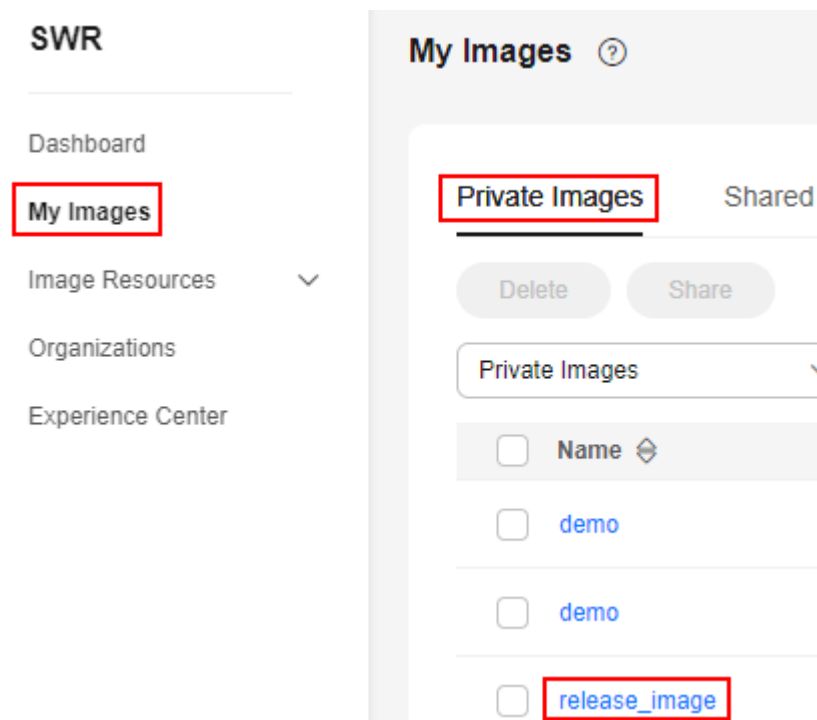 SWR
Dashboard
My Images
Image Resources
Organizations
Experience Center
My Images ?
Private Images Shared
Delete Share
Private Images
Name
demo
demo
release_image